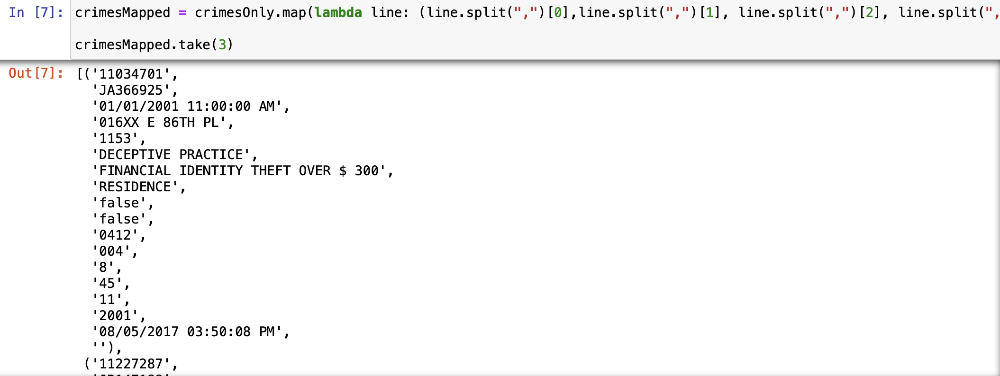 In [7]: crimesMapped = crimesOnly.map(lambda line: (line.split(",")[0],line.split(",")[1], line.split(",")[2], line.split(",
crimesMapped.take(3)
Out[7]: [('11034701',
'JA366925',
'01/01/2001 11:00:00 AM',
'016XX E 86TH PL',
'1153',
'DECEPTIVE PRACTICE',
'FINANCIAL IDENTITY THEFT OVER $ 300',
'RESIDENCE',
'false',
'false',
'0412',
'004',
'8',
'45',
'11',
'2001',
'08/05/2017 03:50:08 PM',
''),
('11227287',